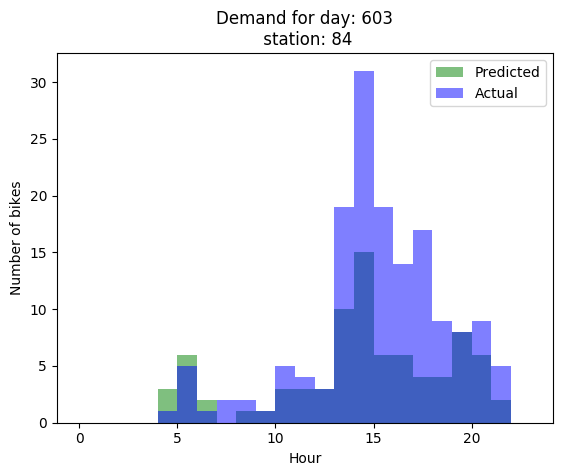 Demand for day: 603
station: 84
Predicted
Actual
Number of bikes
30
25
20
15
10
5
0
0 5 10 15 20
Hour